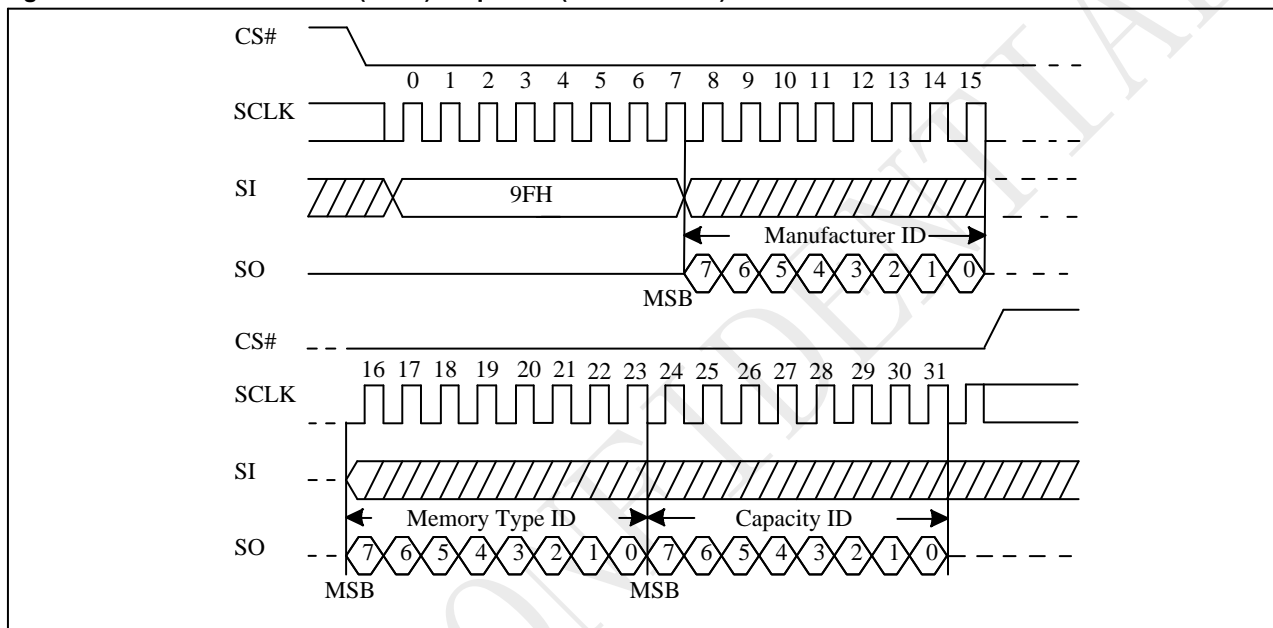 CS#
0 1 2 3 4 5 6 7 8 9 10 11 12 13 14 15
SCLK
SI
9FH
Manufacturer ID
SO
7 6 5 4 3 2 1 0
MSB
CS#
16 17 18 19 20 21 22 23 24 25 26 27 28 29 30 31
SCLK
SI
Memory Type ID Capacity ID
SO
7 6 5 4 3 2 1 0 7 6 5 4 3 2 1 0
MSB MSB